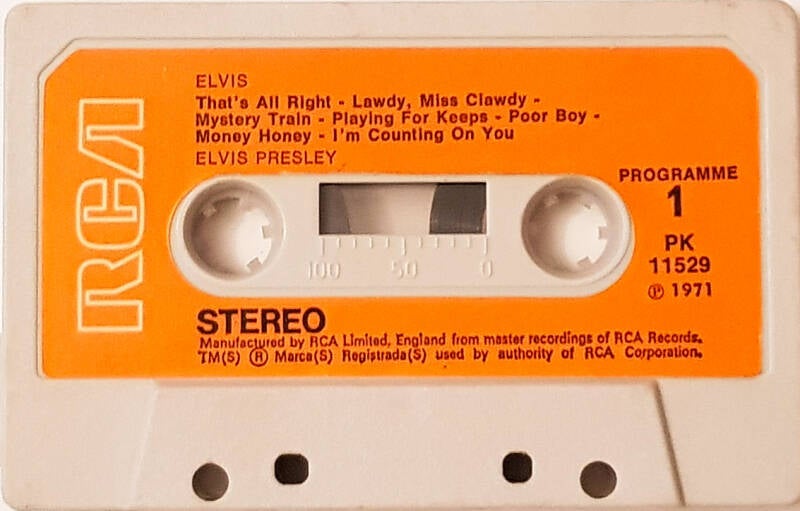 RCA
ELVIS
That's All Right - Lawdy, Miss Clawdy -
Mystery Train - Playing For Keeps - Poor Boy -
Money Honey - I'm Counting On You
ELVIS PRESLEY
PROGRAMME
1
PK
11529
℗ 1971
100 50 0
STEREO
Manufactured by RCA Limited, England from master recordings of RCA Records.
TM(S) ® Marca(S) Registrada(S) used by authority of RCA Corporation.